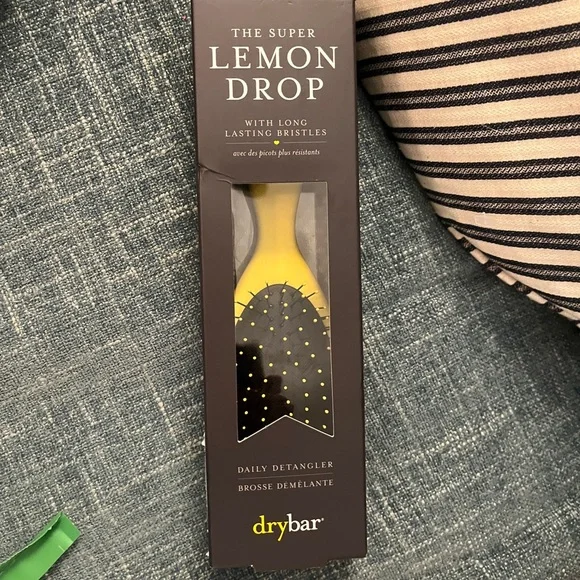 THE SUPER
LEMON
DROP
WITH LONG
LASTING BRISTLES
avec des picots plus résistants
DAILY DETANGLER
BROSSE DEMÊLANTE
drybar®